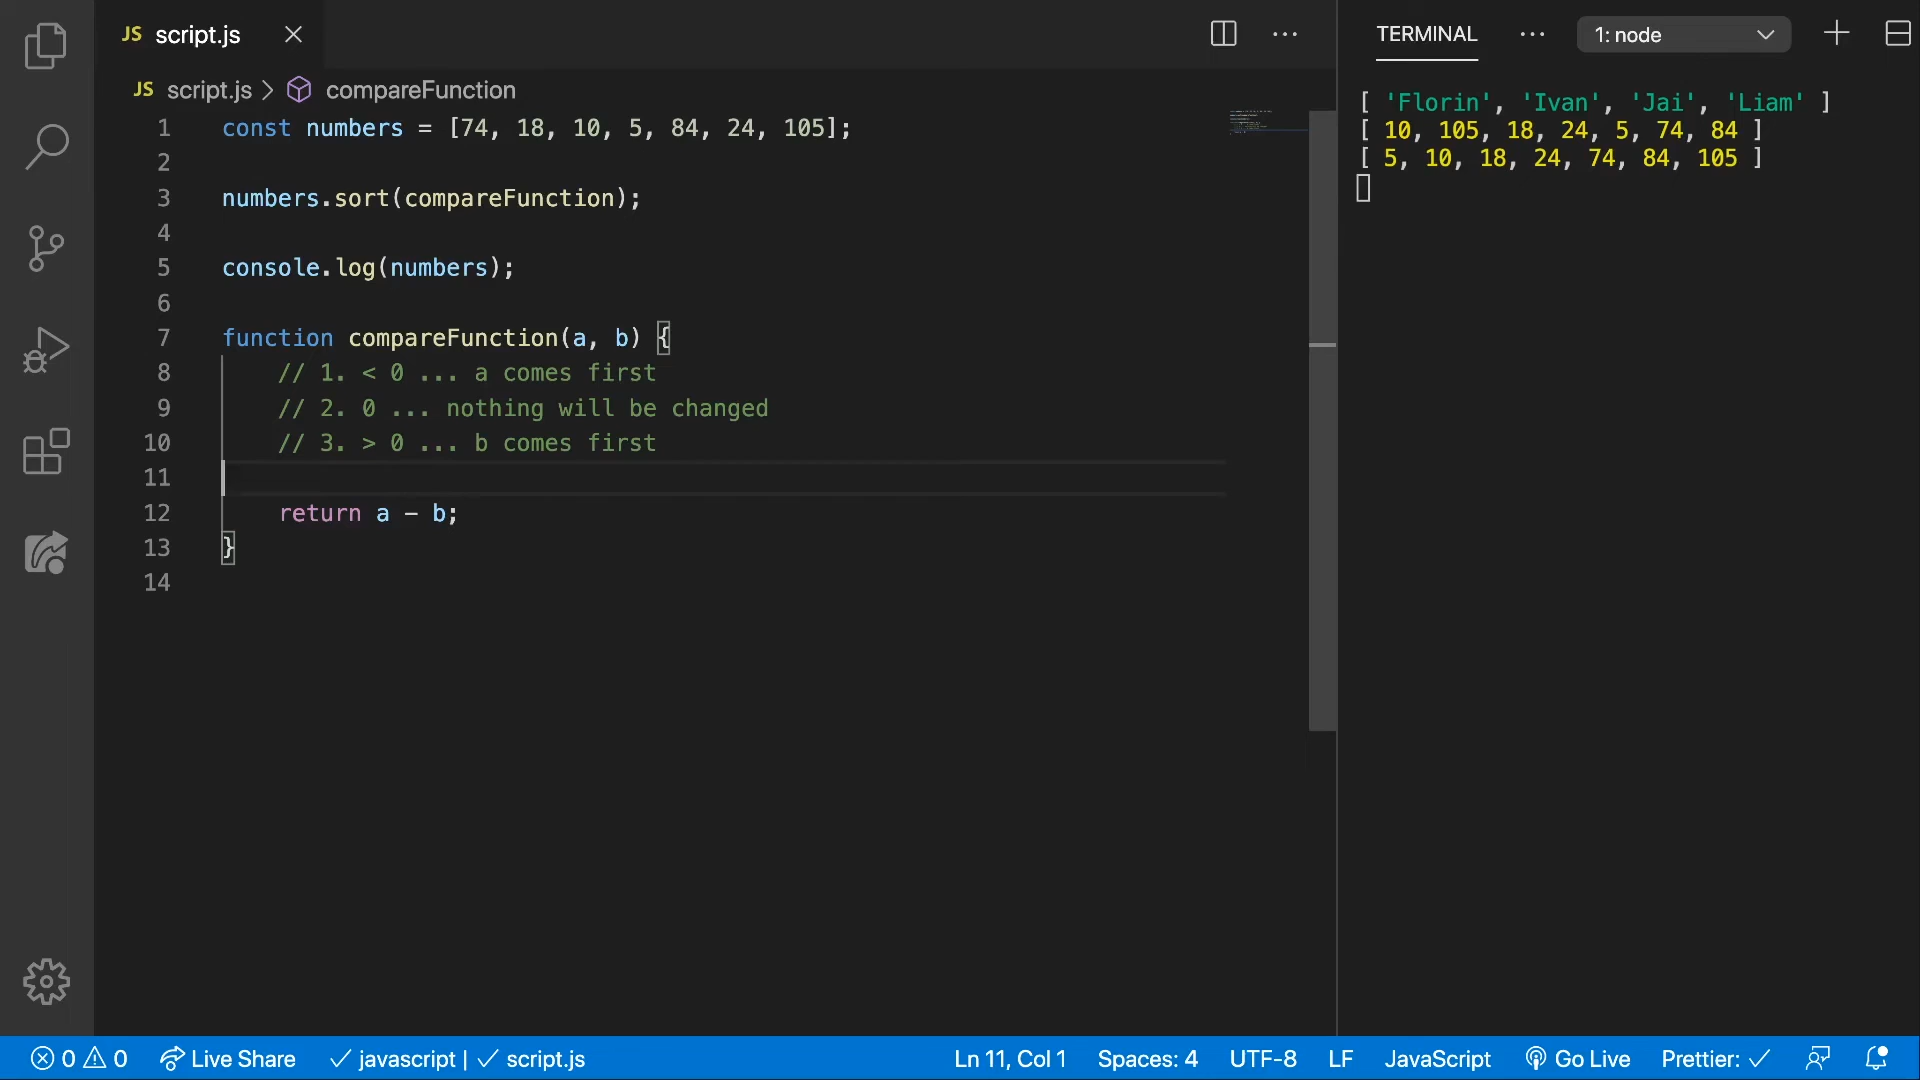 JS script.js
JS script.js > compareFunction
1 const numbers = [74, 18, 10, 5, 84, 24, 105];
2
3 numbers.sort(compareFunction);
4
5 console.log(numbers);
6
7 function compareFunction(a, b) {
8 // 1. < 0 ... a comes first
9 // 2. 0 ... nothing will be changed
10 // 3. > 0 ... b comes first
11
12 return a - b;
13 }
14
TERMINAL ... 1: node
[ 'Florin', 'Ivan', 'Jai', 'Liam' ]
[ 10, 105, 18, 24, 5, 74, 84 ]
[ 5, 10, 18, 24, 74, 84, 105 ]
0 0 Live Share javascript | script.js Ln 11, Col 1 Spaces: 4 UTF-8 LF JavaScript Go Live Prettier: